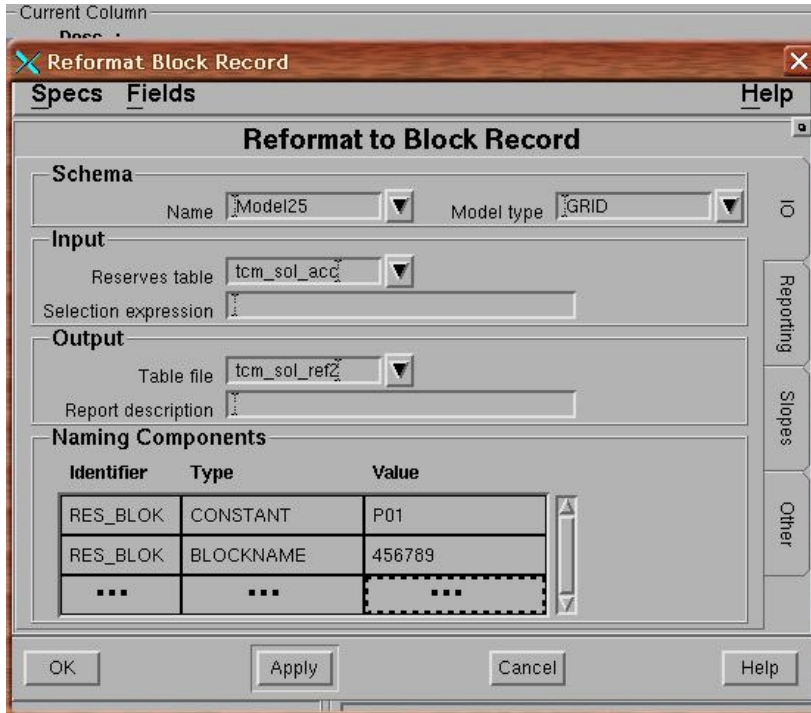 Current Column
Desc :
Reformat Block Record
Specs Fields Help
Reformat to Block Record
Schema
Name Model25 Model type GRID
Input
Reserves table tcm_sol_acc
Selection expression
Output
Table file tcm_sol_ref2
Report description
Naming Components
Identifier Type Value
RES_BLOK CONSTANT P01
RES_BLOK BLOCKNAME 456789
... ... ...
IO
Reporting
Slopes
Other
OK Apply Cancel Help